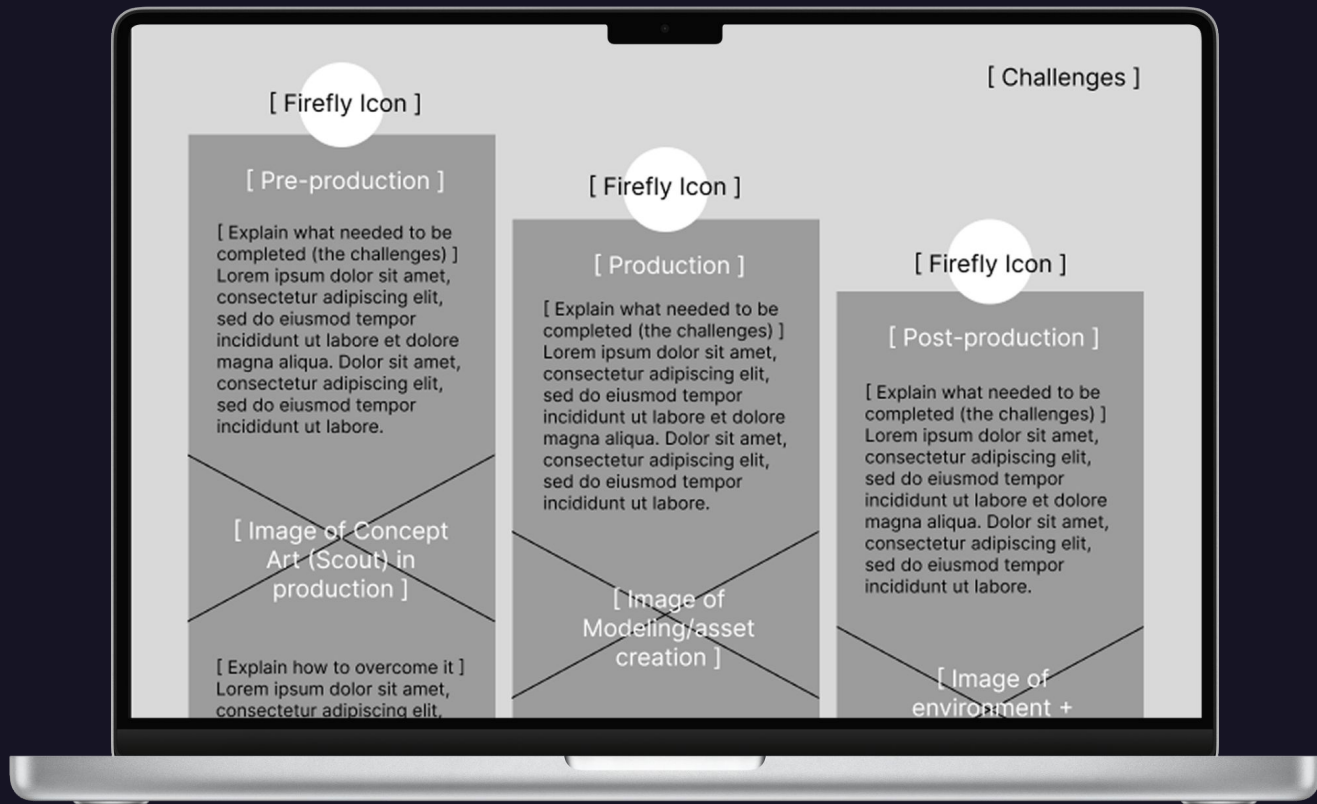 [ Challenges ]
[ Firefly Icon ]
[ Pre-production ]
[ Explain what needed to be
completed (the challenges) ]
Lorem ipsum dolor sit amet,
consectetur adipiscing elit,
sed do eiusmod tempor
incididunt ut labore et dolore
magna aliqua. Dolor sit amet,
consectetur adipiscing elit,
sed do eiusmod tempor
incididunt ut labore.
[ Image of Concept
Art (Scout) in
production ]
[ Explain how to overcome it ]
Lorem ipsum dolor sit amet,
consectetur adipiscing elit,
[ Firefly Icon ]
[ Production ]
[ Explain what needed to be
completed (the challenges) ]
Lorem ipsum dolor sit amet,
consectetur adipiscing elit,
sed do eiusmod tempor
incididunt ut labore et dolore
magna aliqua. Dolor sit amet,
consectetur adipiscing elit,
sed do eiusmod tempor
incididunt ut labore.
[ Image of
Modeling/asset
creation ]
[ Firefly Icon ]
[ Post-production ]
[ Explain what needed to be
completed (the challenges) ]
Lorem ipsum dolor sit amet,
consectetur adipiscing elit,
sed do eiusmod tempor
incididunt ut labore et dolore
magna aliqua. Dolor sit amet,
consectetur adipiscing elit,
sed do eiusmod tempor
incididunt ut labore.
[ Image of
environment +